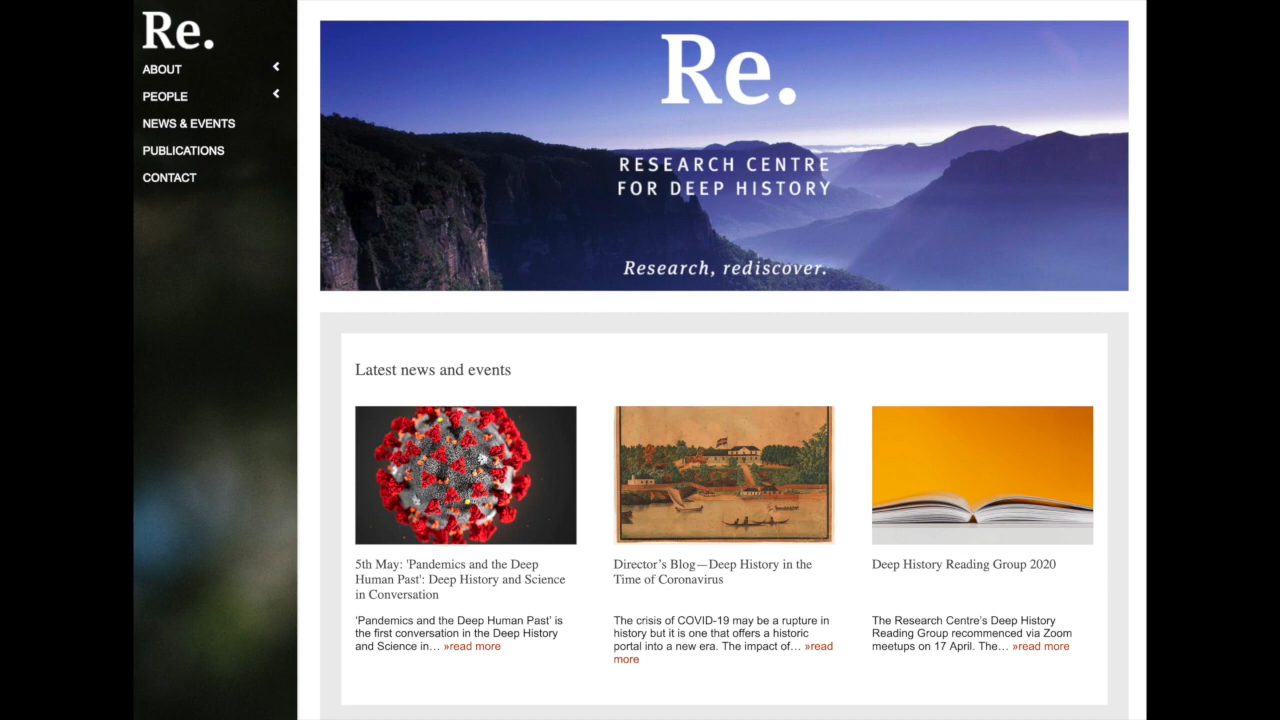 Re.
ABOUT
PEOPLE
NEWS & EVENTS
PUBLICATIONS
CONTACT
Re.
RESEARCH CENTRE
FOR DEEP HISTORY
Research, rediscover.
Latest news and events
5th May: 'Pandemics and the Deep
Human Past': Deep History and Science
in Conversation
'Pandemics and the Deep Human Past' is
the first conversation in the Deep History
and Science in… »read more
Director’s Blog—Deep History in the
Time of Coronavirus
The crisis of COVID-19 may be a rupture in
history but it is one that offers a historic
portal into a new era. The impact of… »read
more
Deep History Reading Group 2020
The Research Centre’s Deep History
Reading Group recommenced via Zoom
meetups on 17 April. The… »read more